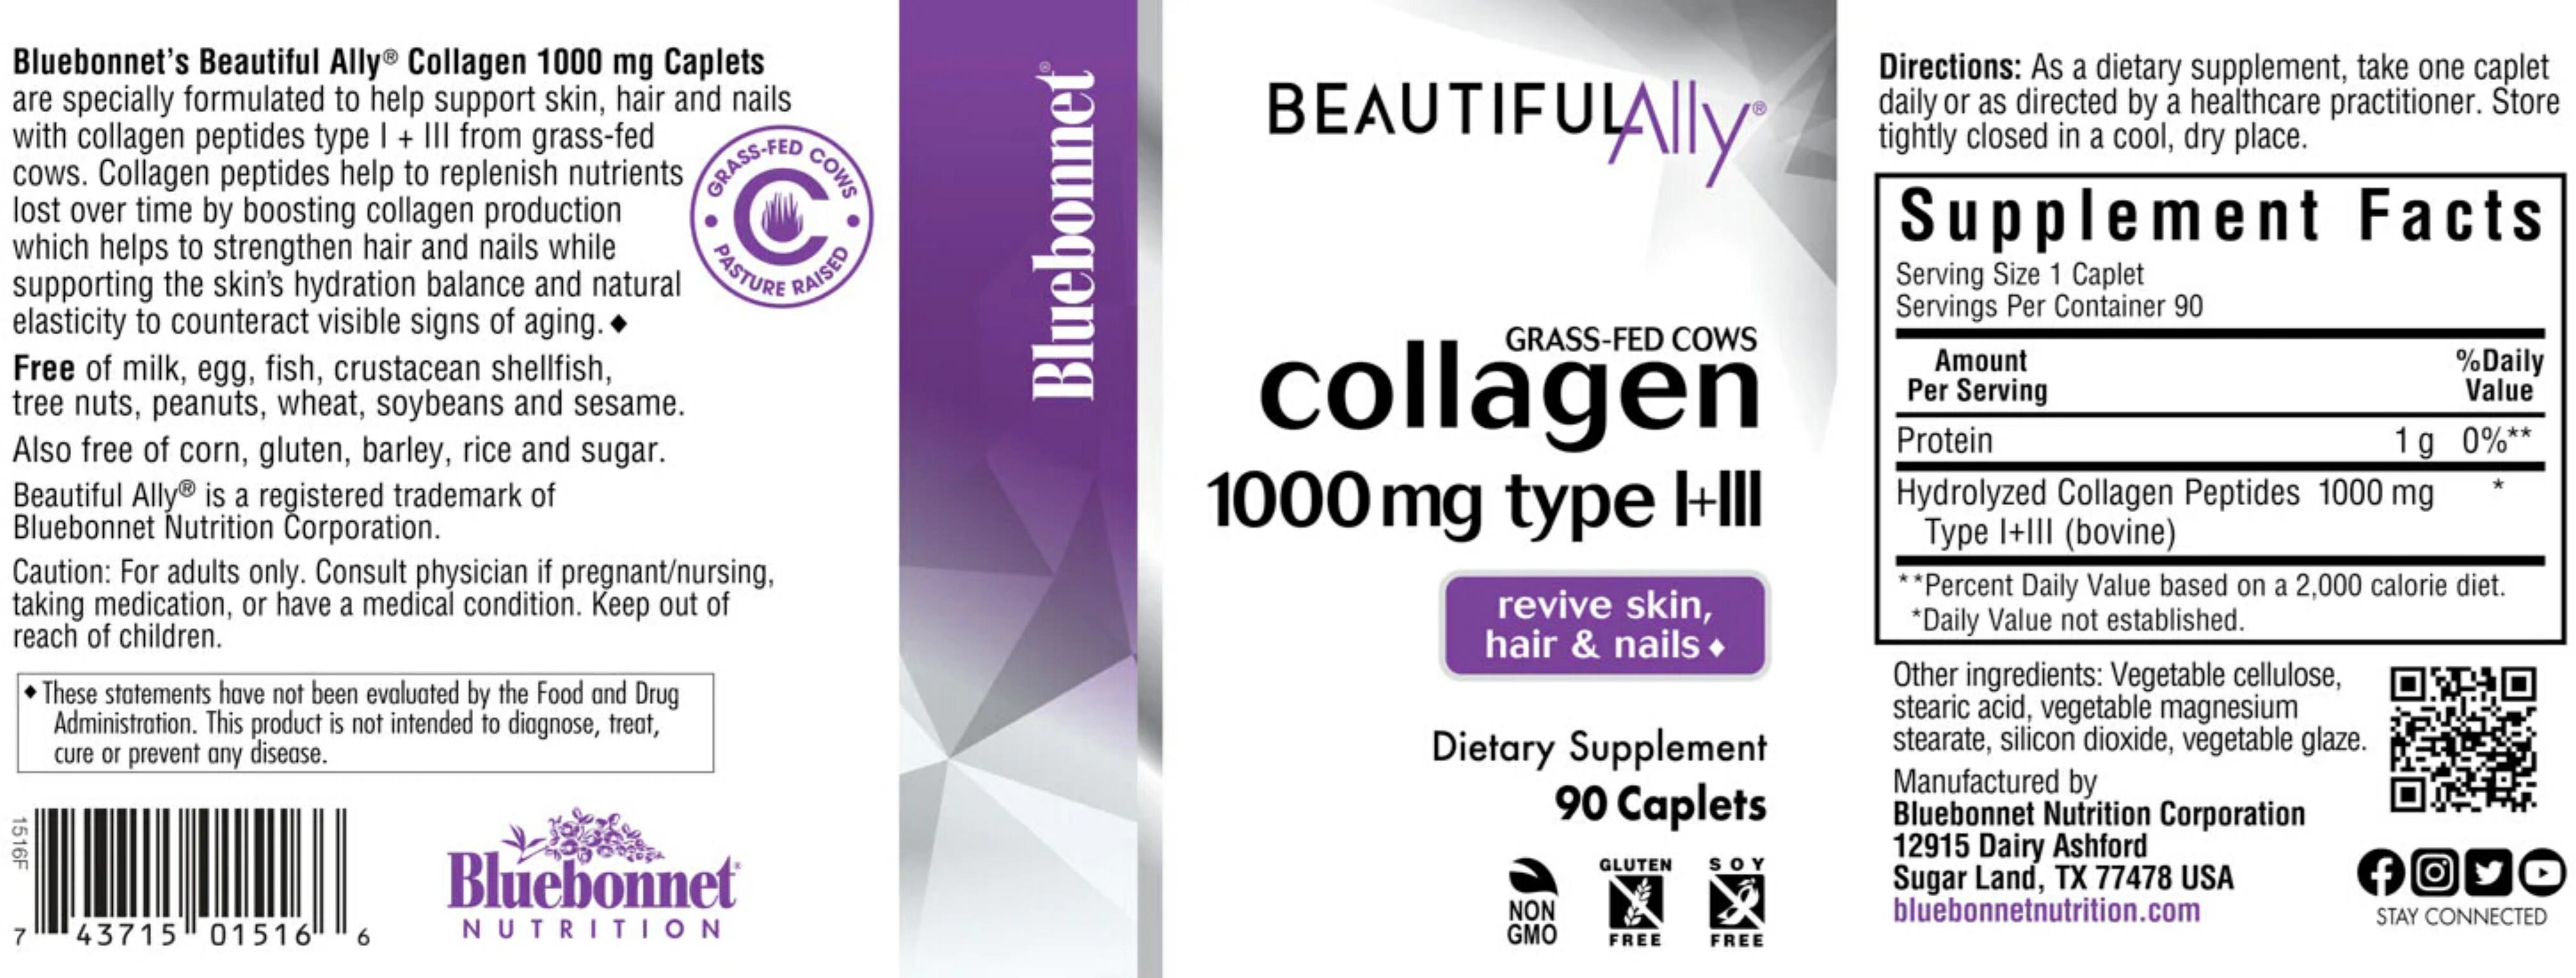 Bluebonnet's Beautiful Ally® Collagen 1000 mg Caplets
are specially formulated to help support skin, hair and nails
with collagen peptides type I + III from grass-fed
cows. Collagen peptides help to replenish nutrients
lost over time by boosting collagen production
which helps to strengthen hair and nails while
supporting the skin's hydration balance and natural
elasticity to counteract visible signs of aging.♦
GRASS-FED COWS
C
PASTURE RAISED
Free of milk, egg, fish, crustacean shellfish,
tree nuts, peanuts, wheat, soybeans and sesame.
Also free of corn, gluten, barley, rice and sugar.
Beautiful Ally® is a registered trademark of
Bluebonnet Nutrition Corporation.
Caution: For adults only. Consult physician if pregnant/nursing,
taking medication, or have a medical condition. Keep out of
reach of children.
♦These statements have not been evaluated by the Food and Drug
Administration. This product is not intended to diagnose, treat,
cure or prevent any disease.
1516F
7 43715 01516 6
Bluebonnet®
NUTRITION
Bluebonnet®
BEAUTIFULAlly®
GRASS-FED COWS
collagen
1000 mg type I+III
revive skin,
hair & nails♦
Dietary Supplement
90 Caplets
NON
GMO
GLUTEN
FREE
SOY
FREE
Directions: As a dietary supplement, take one caplet
daily or as directed by a healthcare practitioner. Store
tightly closed in a cool, dry place.
Supplement Facts
Serving Size 1 Caplet
Servings Per Container 90
Amount %Daily
Per Serving Value
Protein 1 g 0%**
Hydrolyzed Collagen Peptides 1000 mg *
Type I+III (bovine)
**Percent Daily Value based on a 2,000 calorie diet.
*Daily Value not established.
Other ingredients: Vegetable cellulose,
stearic acid, vegetable magnesium
stearate, silicon dioxide, vegetable glaze.
Manufactured by
Bluebonnet Nutrition Corporation
12915 Dairy Ashford
Sugar Land, TX 77478 USA
bluebonnetnutrition.com
STAY CONNECTED